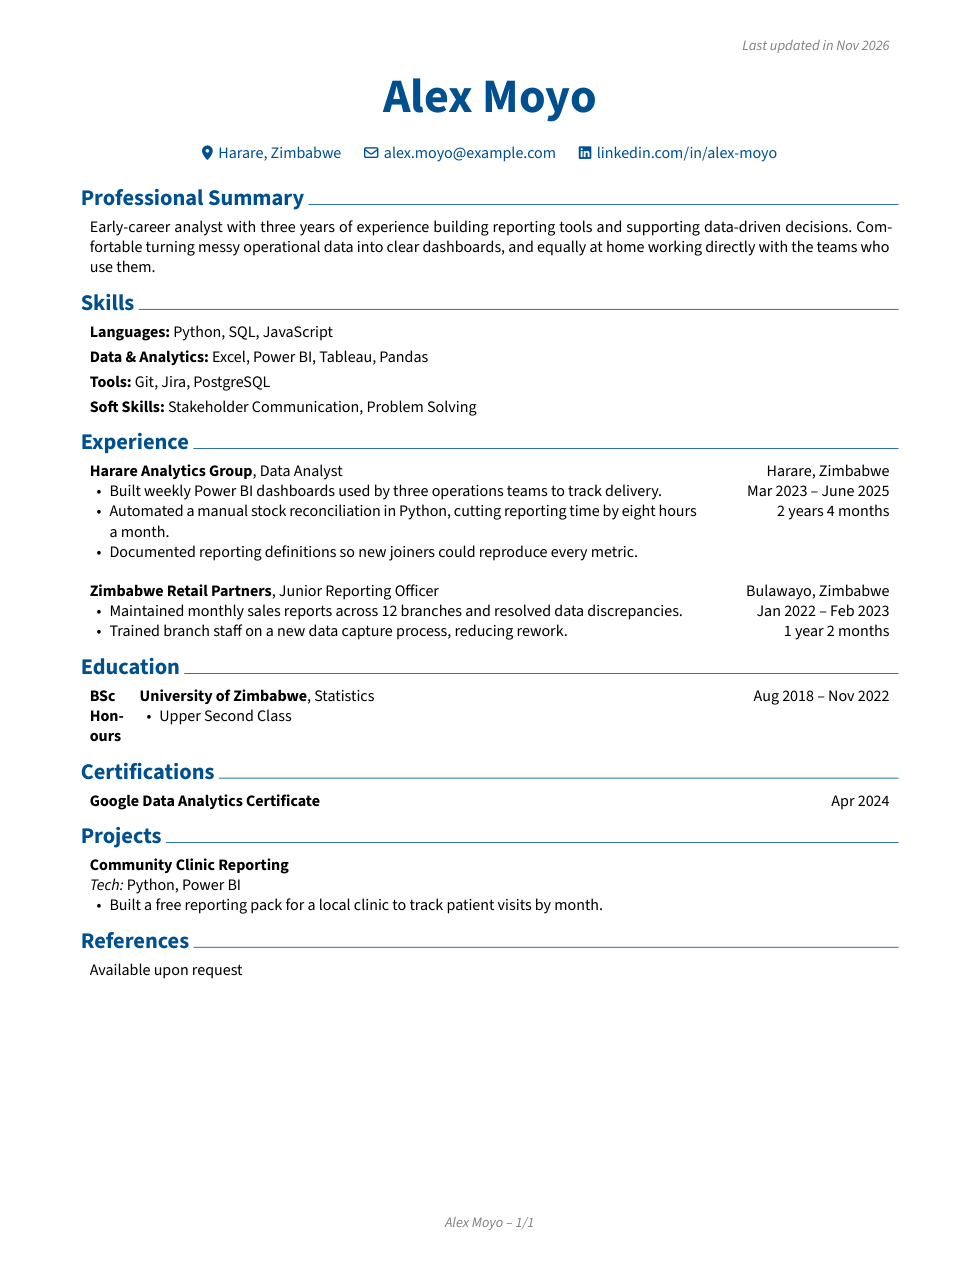 Last updated in Nov 2026
Alex Moyo
Harare, Zimbabwe alex.moyo@example.com linkedin.com/in/alex-moyo
Professional Summary
Early-career analyst with three years of experience building reporting tools and supporting data-driven decisions. Com-
fortable turning messy operational data into clear dashboards, and equally at home working directly with the teams who
use them.
Skills
Languages: Python, SQL, JavaScript
Data & Analytics: Excel, Power BI, Tableau, Pandas
Tools: Git, Jira, PostgreSQL
Soft Skills: Stakeholder Communication, Problem Solving
Experience
Harare Analytics Group, Data Analyst Harare, Zimbabwe
• Built weekly Power BI dashboards used by three operations teams to track delivery. Mar 2023 – June 2025
• Automated a manual stock reconciliation in Python, cutting reporting time by eight hours 2 years 4 months
a month.
• Documented reporting definitions so new joiners could reproduce every metric.
Zimbabwe Retail Partners, Junior Reporting Officer Bulawayo, Zimbabwe
• Maintained monthly sales reports across 12 branches and resolved data discrepancies. Jan 2022 – Feb 2023
• Trained branch staff on a new data capture process, reducing rework. 1 year 2 months
Education
BSc University of Zimbabwe, Statistics Aug 2018 – Nov 2022
Hon- • Upper Second Class
ours
Certifications
Google Data Analytics Certificate Apr 2024
Projects
Community Clinic Reporting
Tech: Python, Power BI
• Built a free reporting pack for a local clinic to track patient visits by month.
References
Available upon request
Alex Moyo – 1/1